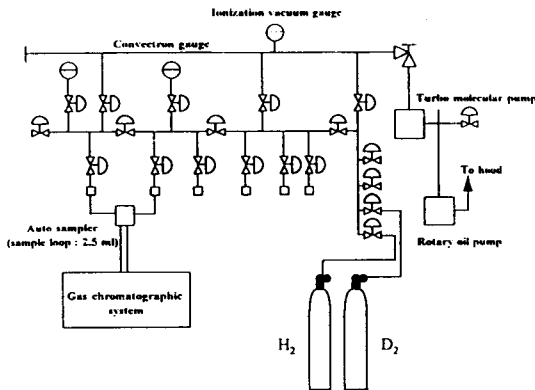 Ionization vacuum gauge
Convectron gauge
Turbo molecular pump
To hood
Auto sampler
(sample loop : 2.5 ml)
Rotary oil pump
Gas chromatographic
system
H2
D2